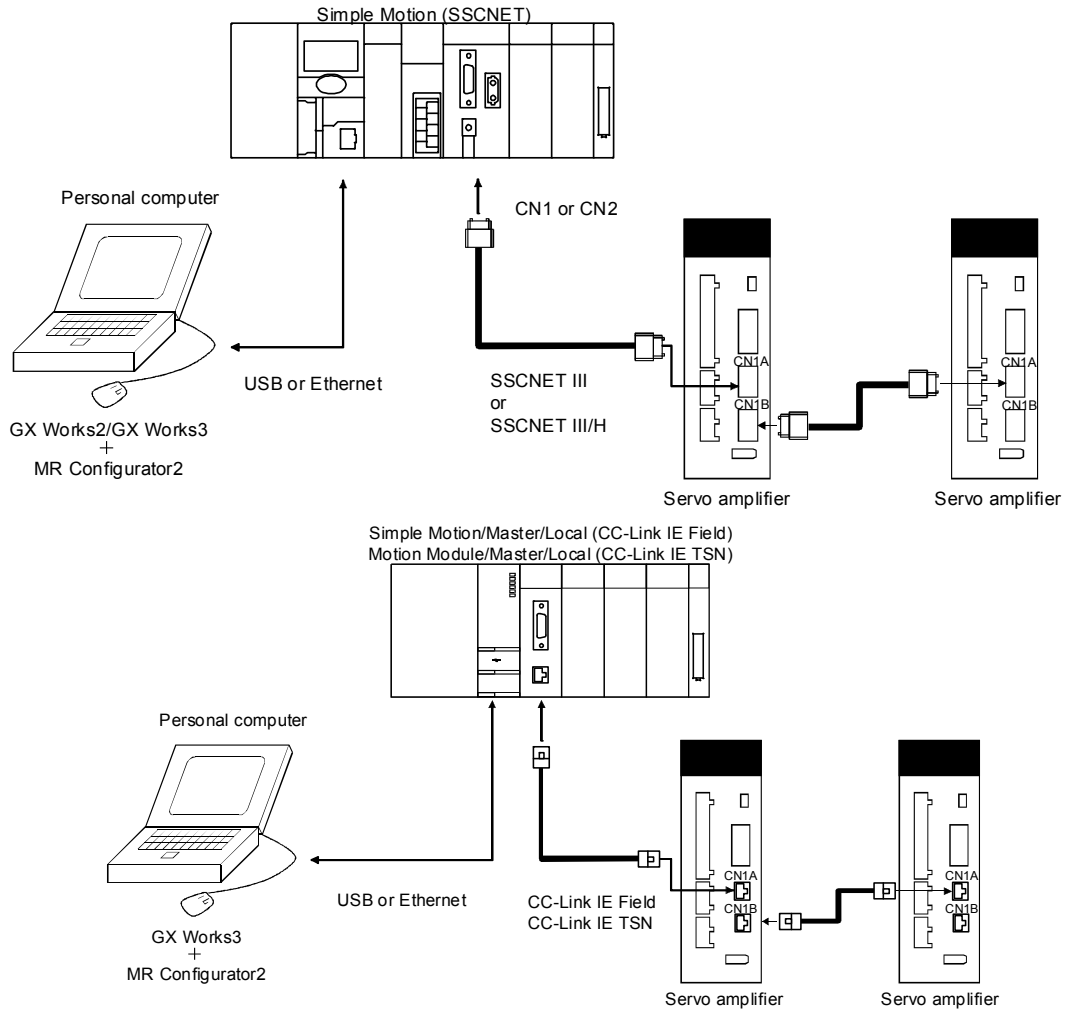 Simple Motion (SSCNET)
Personal computer
CN1 or CN2
USB or Ethernet
SSCNET III
or
SSCNET III/H
CN1A
CN1B
CN1A
CN1B
GX Works2/GX Works3
+
MR Configurator2
Servo amplifier
Servo amplifier
Simple Motion/Master/Local (CC-Link IE Field)
Motion Module/Master/Local (CC-Link IE TSN)
Personal computer
USB or Ethernet
CC-Link IE Field
CC-Link IE TSN
CN1A
CN1B
CN1A
CN1B
GX Works3
+
MR Configurator2
Servo amplifier
Servo amplifier